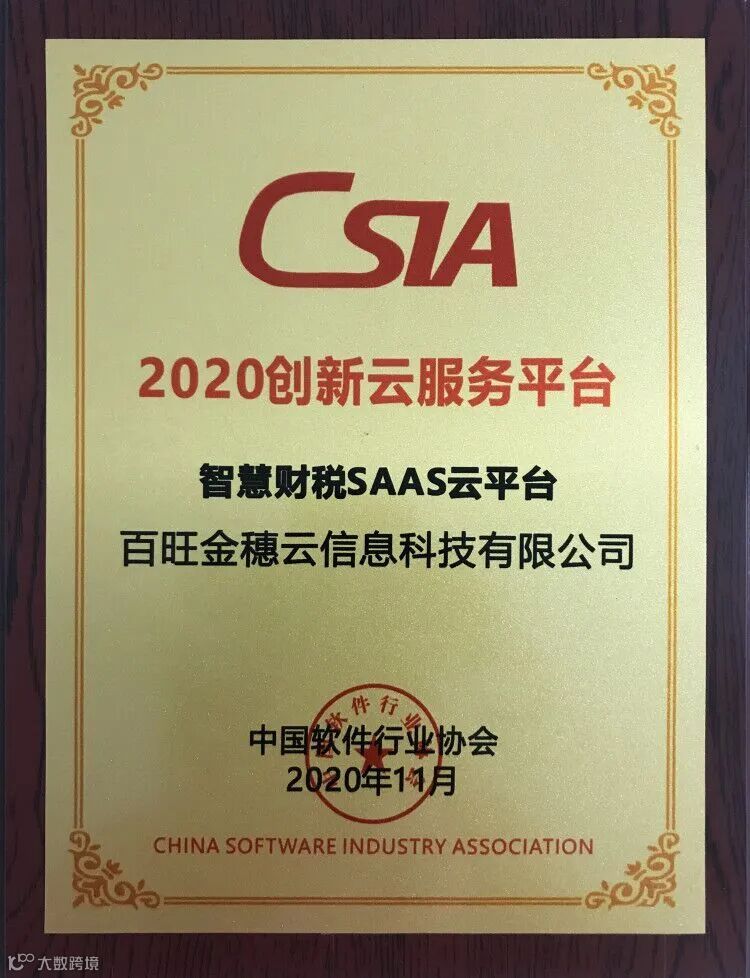 CSIA
2020创新云服务平台
智慧财税SAAS云平台
百旺金穗云信息科技有限公司
中国软件行业协会
2020年11月
CHINA SOFTWARE INDUSTRY ASSOCIATION
大数跨境